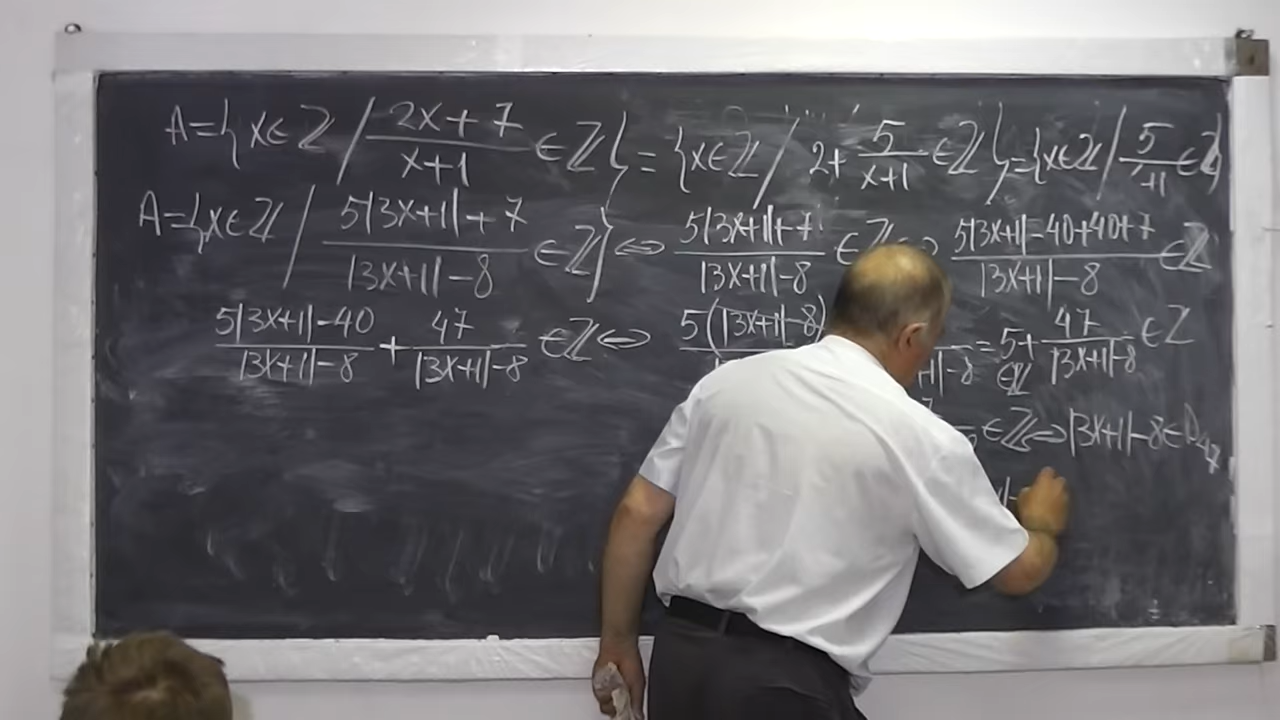 A={x∈ℤ / (2x+7)/(x+1) ∈ℤ} = {x∈ℤ / 2+ 5/(x+1) ∈ℤ} = {x∈ℤ / 5/(+1) ∈ℤ}
A={x∈ℤ / (5|3x+1|+7)/(|3x+1|-8) ∈ℤ} ⇔ (5|3x+1|+7)/(|3x+1|-8) ∈ℤ ⇔ (5|3x+1|-40+40+7)/(|3x+1|-8) ∈ℤ
(5|3x+1|-40)/(|3x+1|-8) + 47/(|3x+1|-8) ∈ℤ ⇔ 5(|3x+1|-8) +1|-8 = 5+ 47/(|3x+1|-8) ∈ℤ
∈ℤ
∈ℤ ⇔ |3x+1|-8 ∈ D₄₇